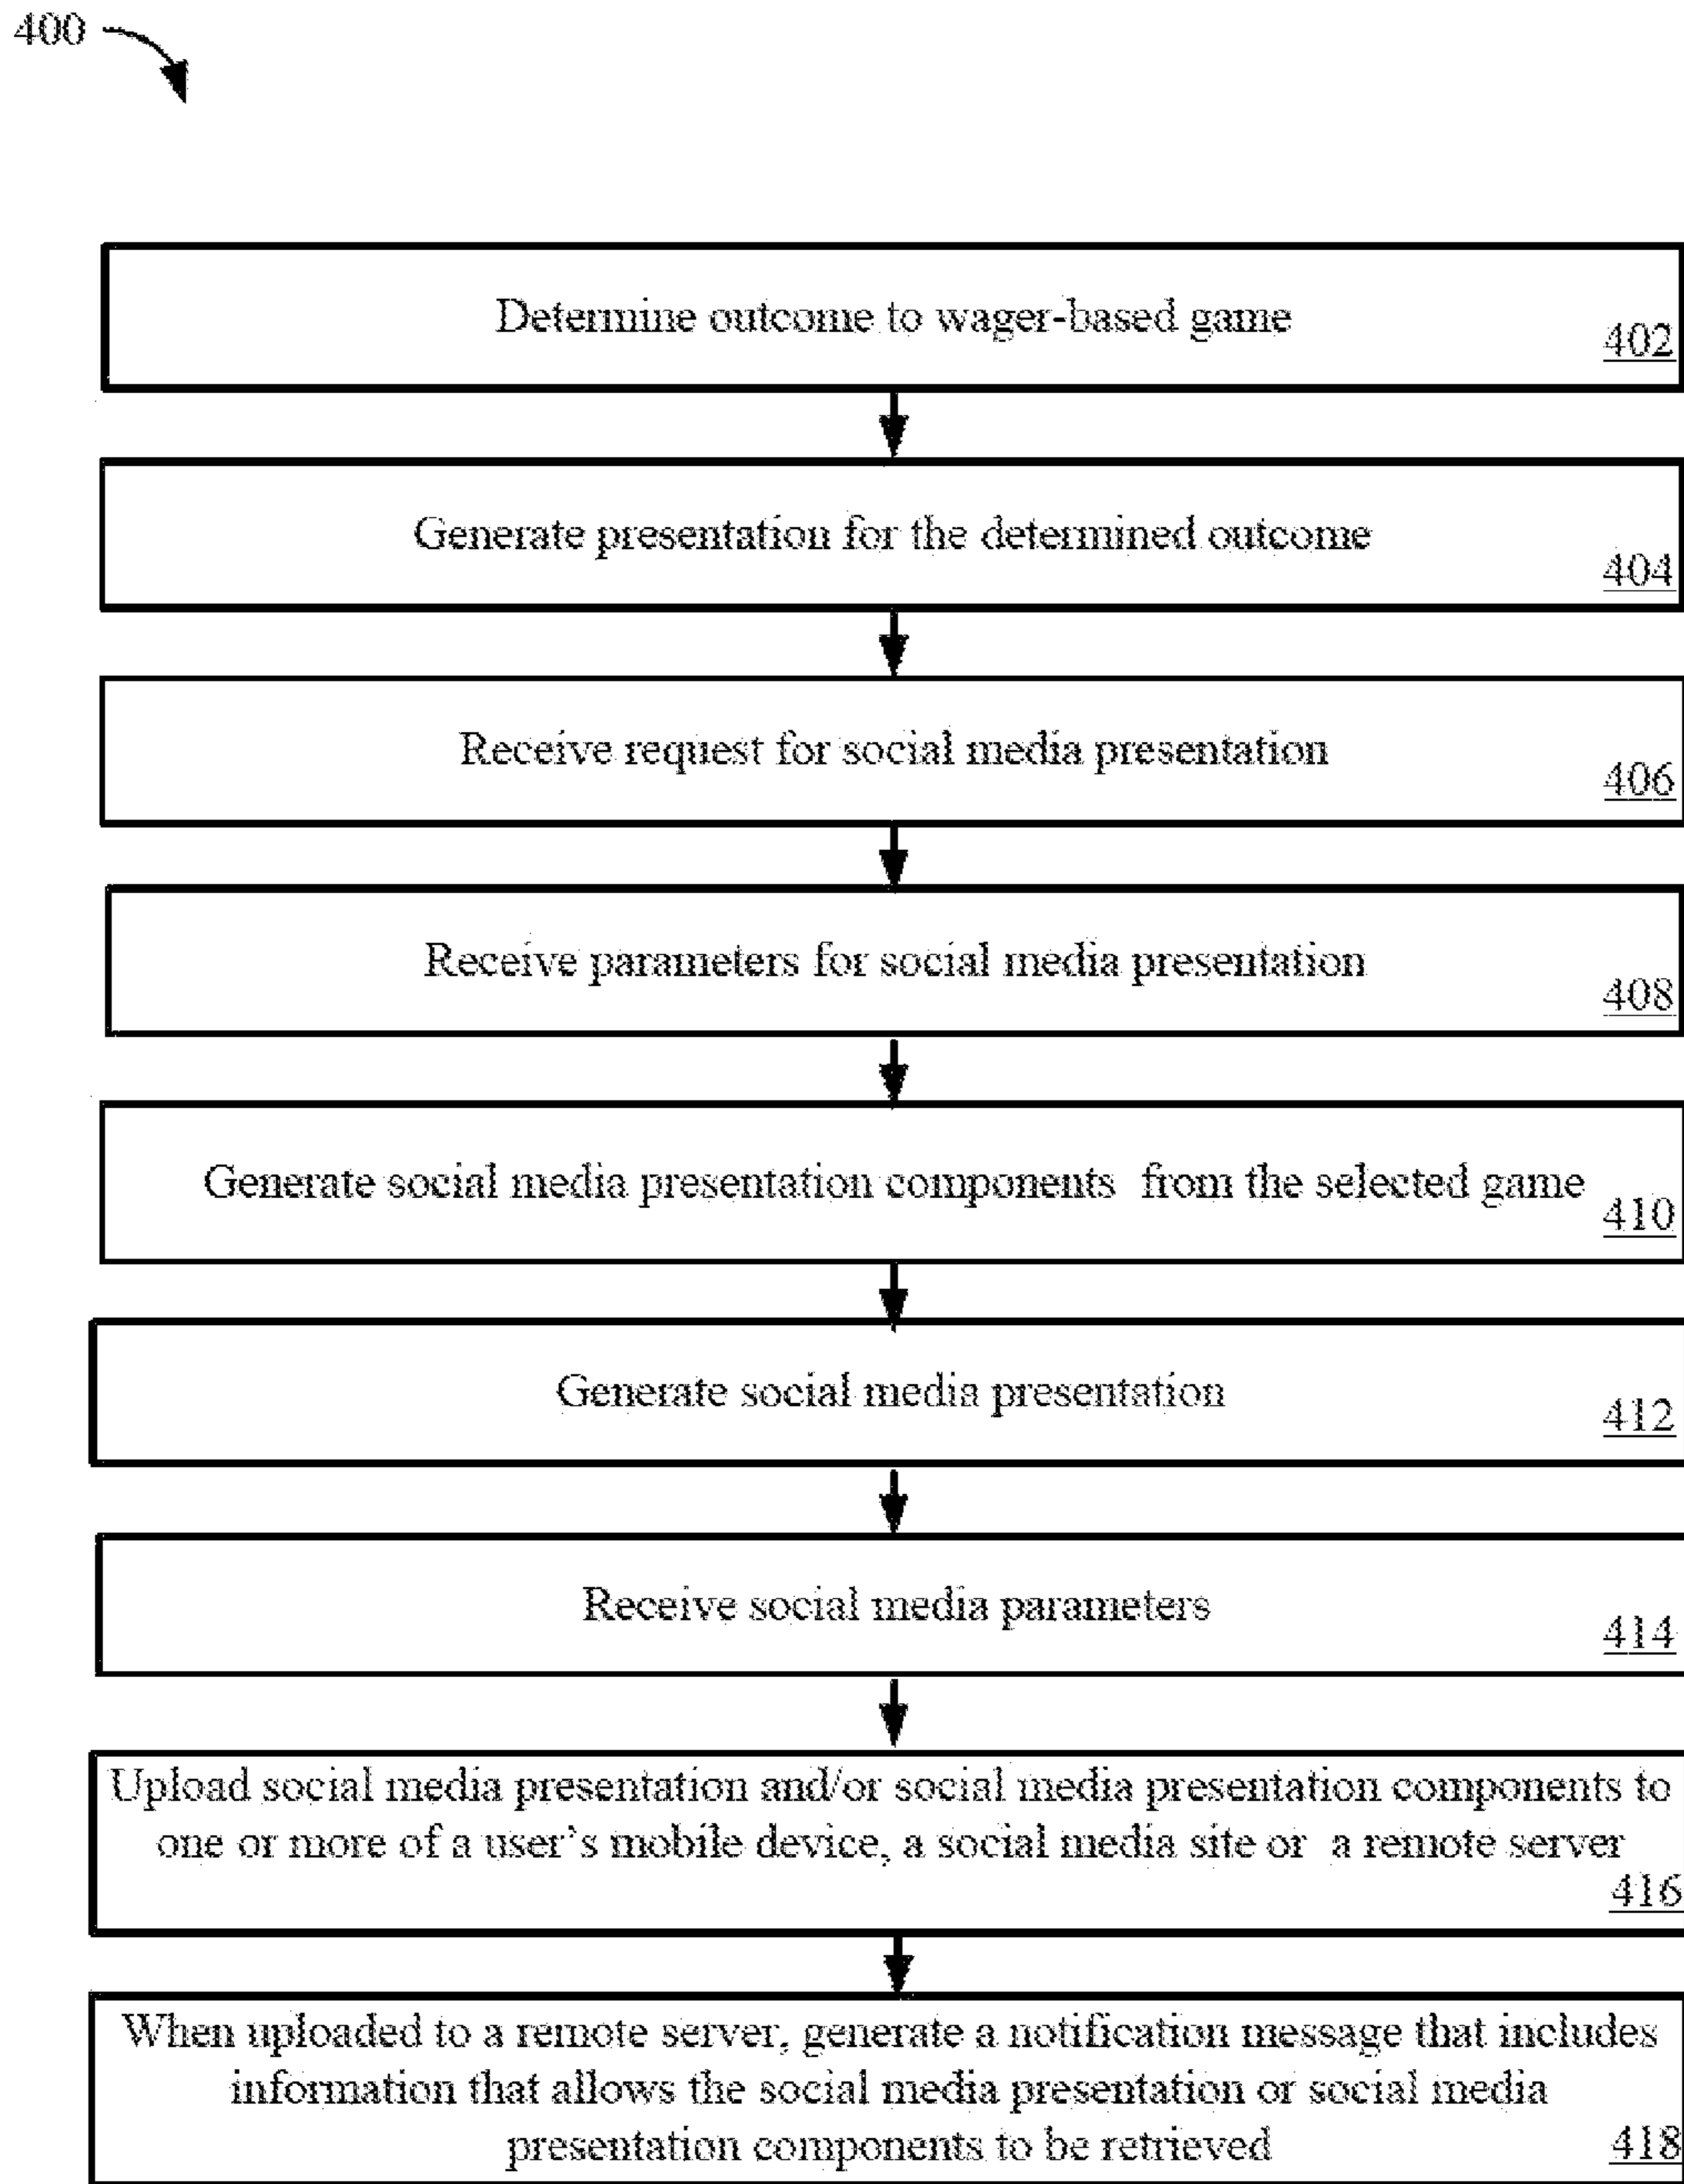 400
Determine outcome to wager-based game
402
Generate presentation for the determined outcome
404
Receive request for social media presentation
406
Receive parameters for social media presentation
408
Generate social media presentation components from the selected game
410
Generate social media presentation
412
Receive social media parameters
414
Upload social media presentation and/or social media presentation components to
one or more of a user's mobile device, a social media site or a remote server
416
When uploaded to a remote server, generate a notification message that includes
information that allows the social media presentation or social media
presentation components to be retrieved
418